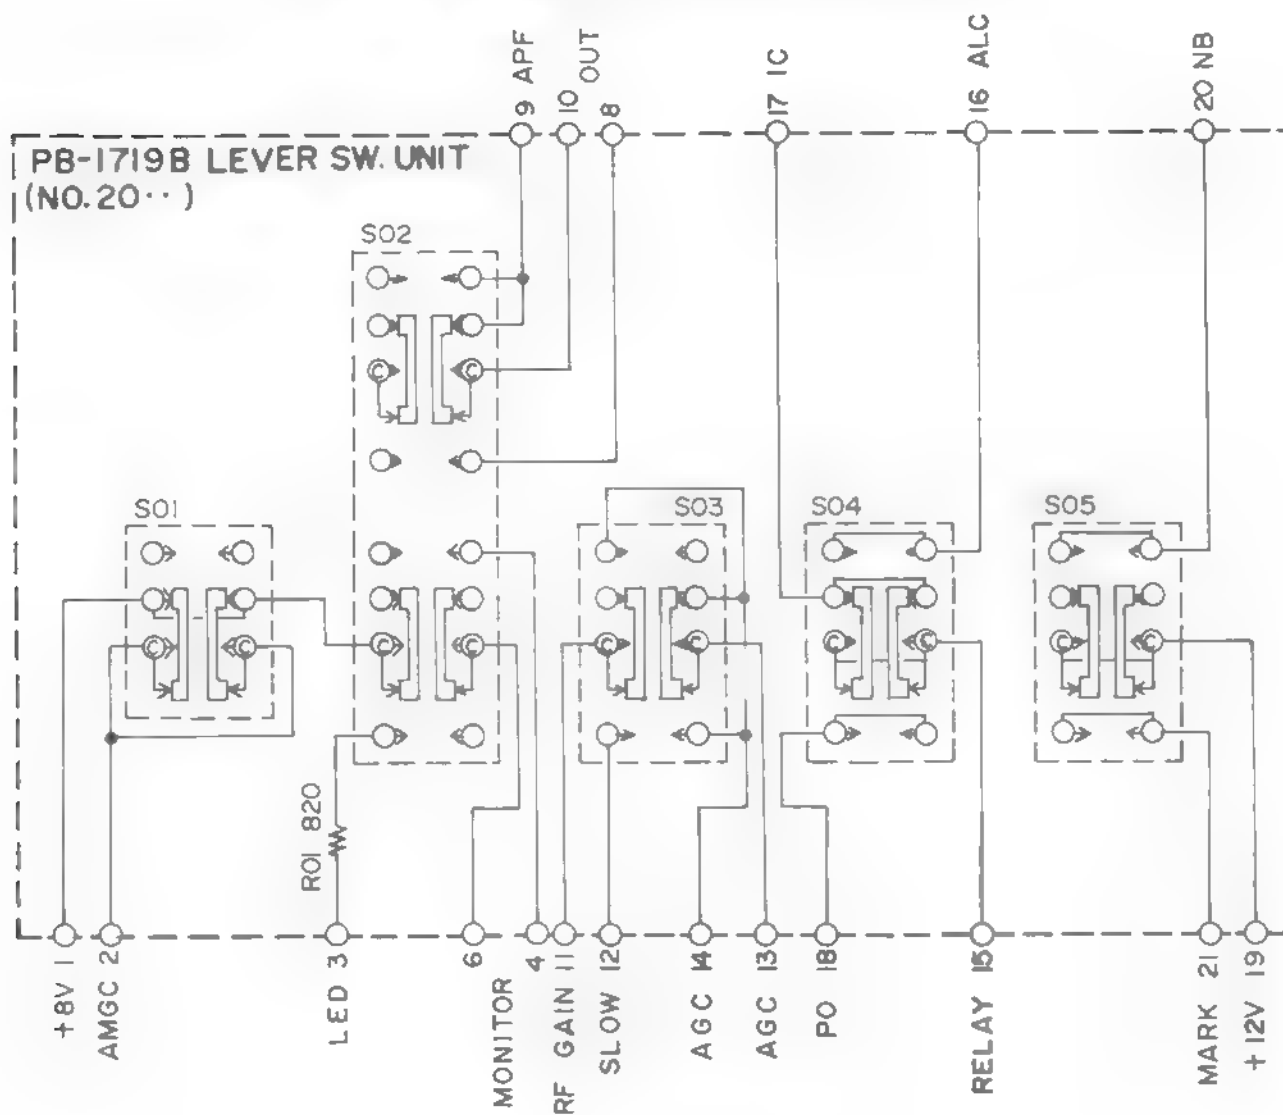 9 APF
10 OUT
8
17 IC
16 ALC
20 NB
PB-1719B LEVER SW. UNIT
(NO. 20··)
S02
C
C
S01
S03
S04
S05
C
C
C
C
C
C
C
C
C
C
R01 820
+8V 1
AMGC 2
LED 3
6
MONITOR
4
RF GAIN 11
SLOW 12
AGC 14
AGC 13
PO 18
RELAY 15
MARK 21
+12V 19